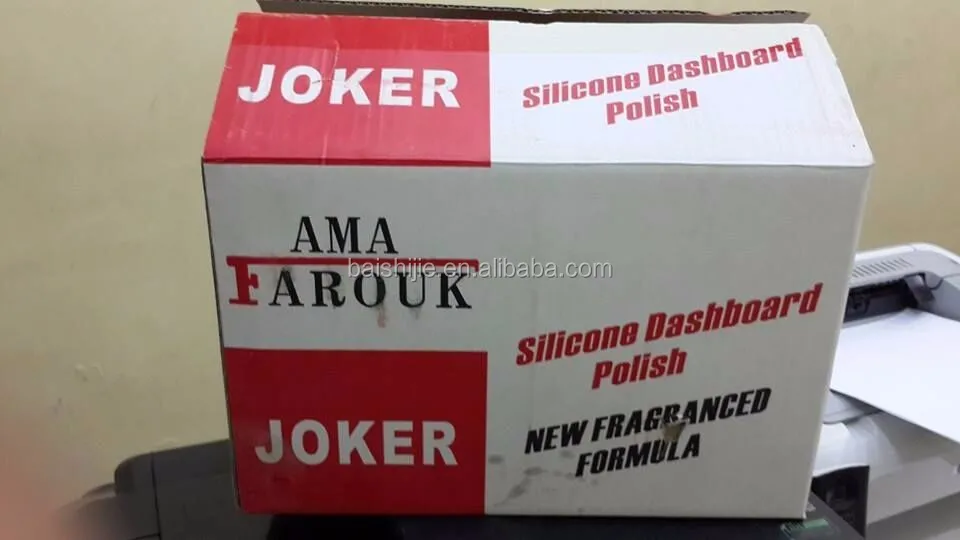 JOKER
Silicone Dashboard
Polish
AMA
FAROUK
baishijie.en.alibaba.com
Silicone Dashboard
Polish
JOKER
NEW FRAGRANCED
FORMULA